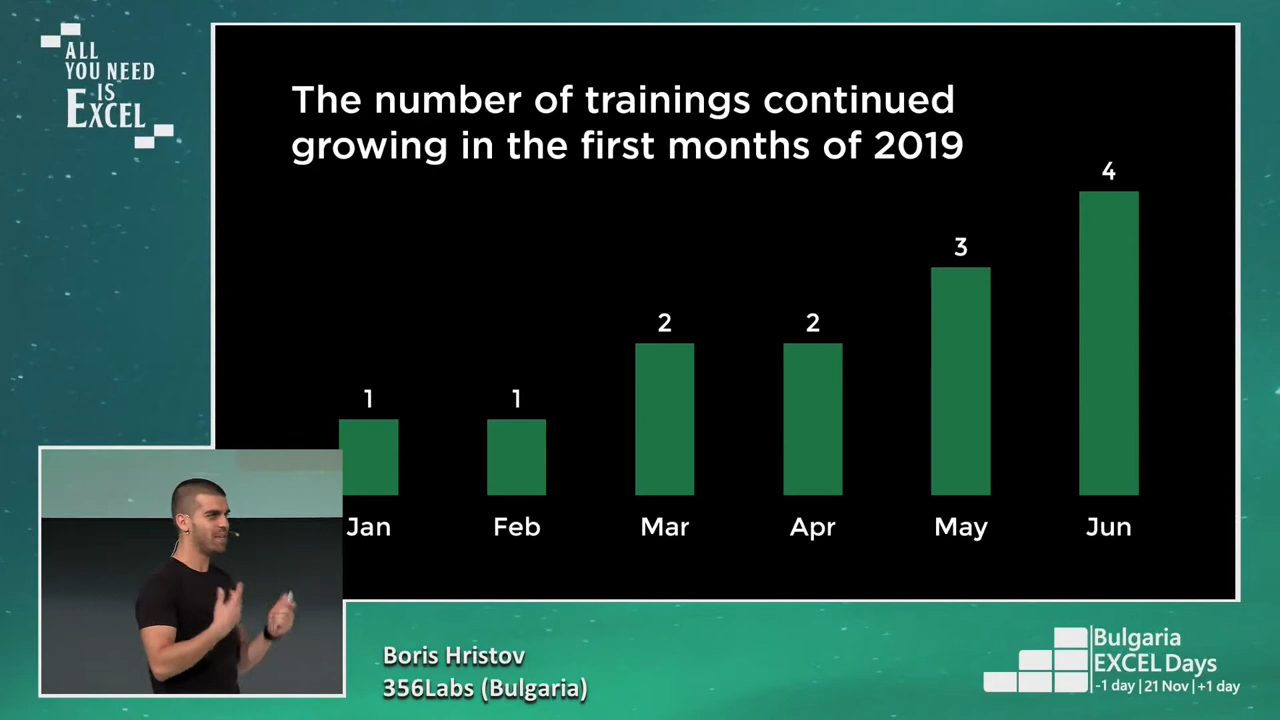 ALL
YOU NEED
IS
EXCEL
The number of trainings continued
growing in the first months of 2019
1
1
2
2
3
4
Jan
Feb
Mar
Apr
May
Jun
Boris Hristov
356Labs (Bulgaria)
Bulgaria
EXCEL Days
-1 day | 21 Nov | +1 day